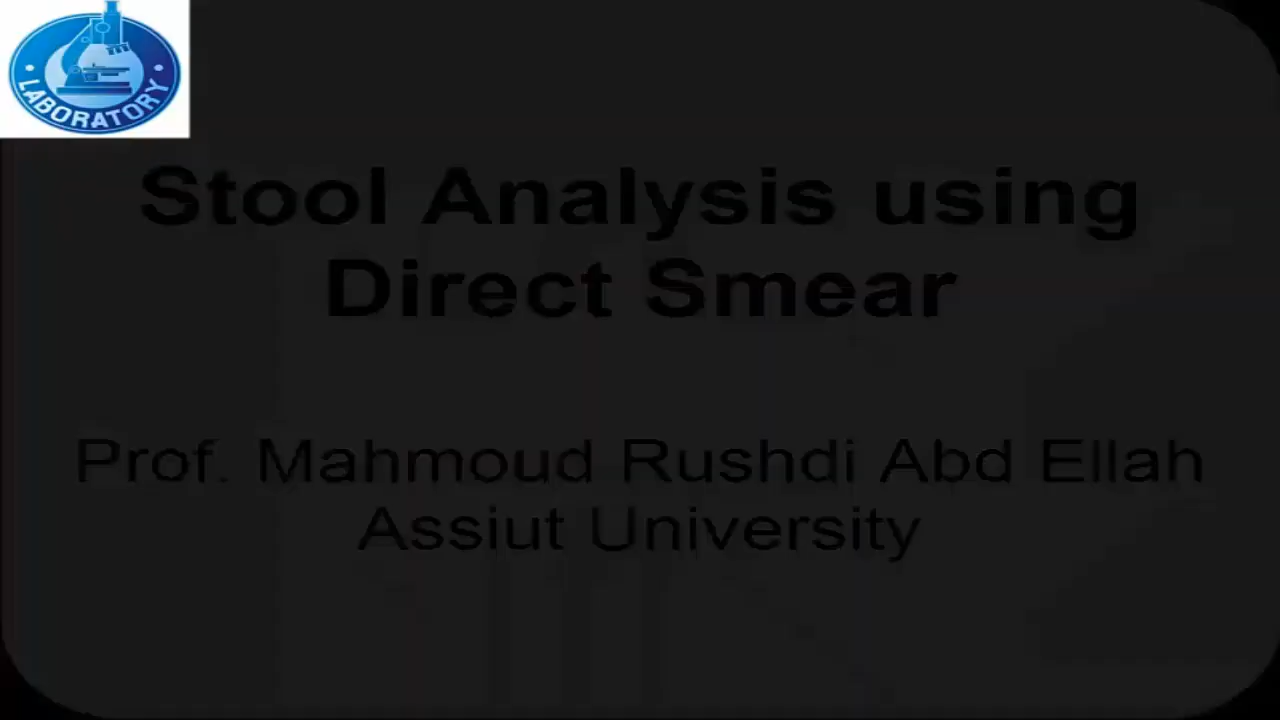 LABORATORY
Stool Analysis using
Direct Smear
Prof. Mahmoud Rushdi Abd Ellah
Assiut University